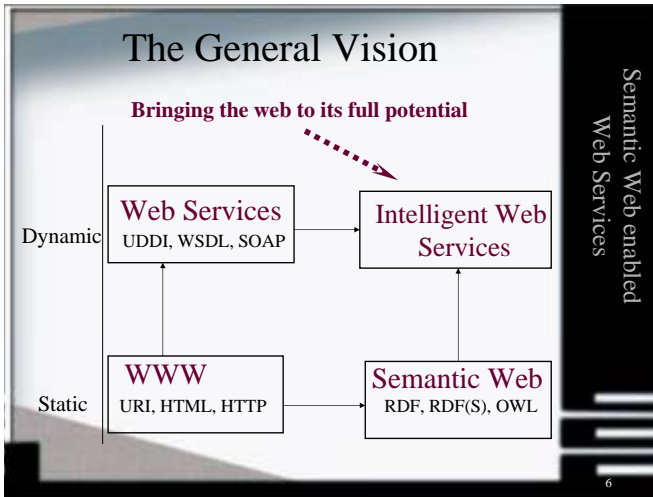 The General Vision
Bringing the web to its full potential
Dynamic
Web Services
UDDI, WSDL, SOAP
Intelligent Web
Services
Static
WWW
URI, HTML, HTTP
Semantic Web
RDF, RDF(S), OWL
Semantic Web enabled
Web Services
6